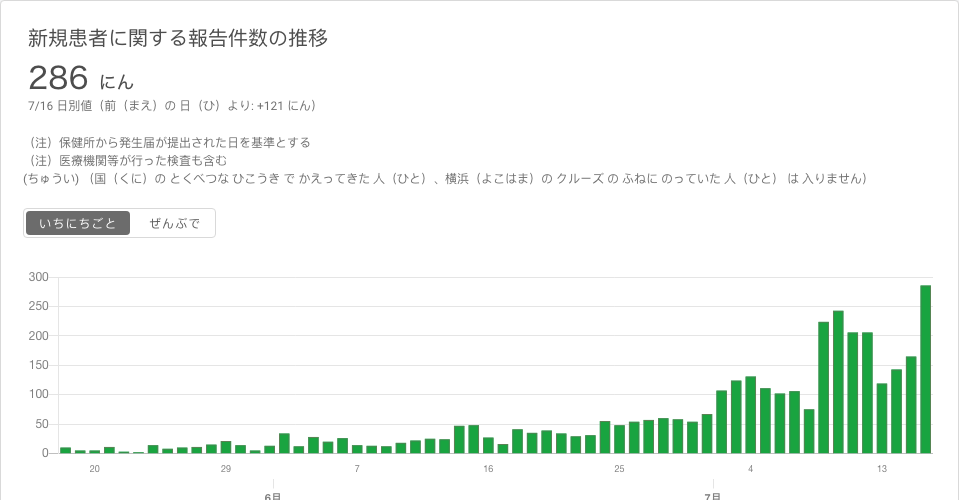 新規患者に関する報告件数の推移
286 にん
7/16 日別値（前（まえ）の 日（ひ）より: +121 にん）
（注）保健所から発生届が提出された日を基準とする
（注）医療機関等が行った検査も含む
(ちゅうい) （国（くに）の とくべつな ひこうき で かえってきた 人（ひと）、横浜（よこはま）の クルーズ の ふねに のっていた 人（ひと） は 入りません）
いちにちごと ぜんぶで
300
250
200
150
100
50
0
20 29 7 16 25 4 13
6月 7月